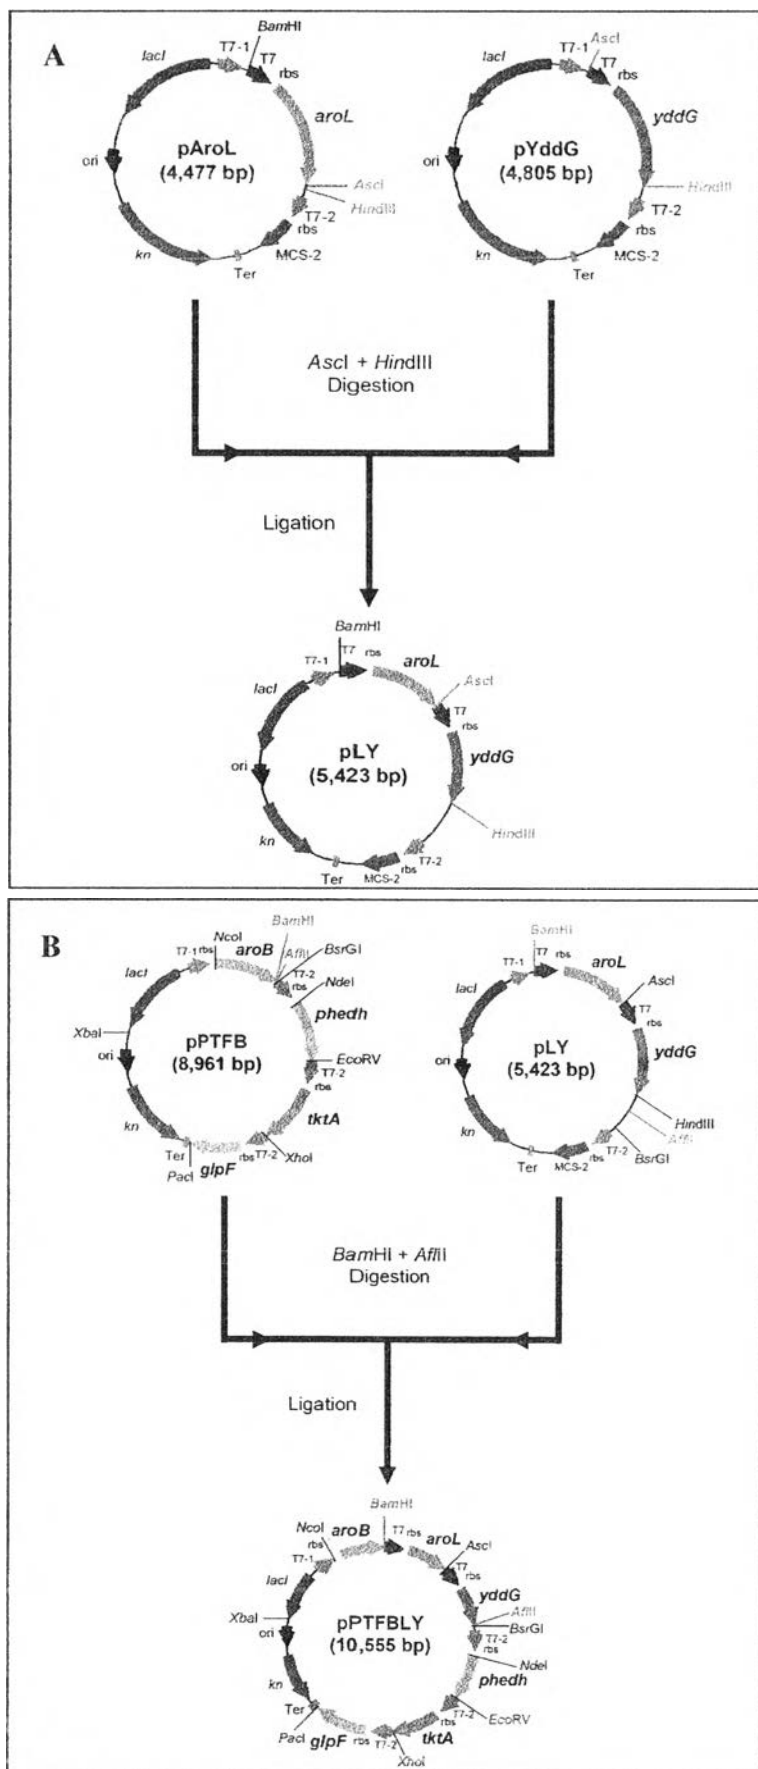 A
BamHI
T7-1
T7
rbs
lacI
aroL
pAroL
(4,477 bp)
ori
AscI
HindIII
T7-2
rbs
MCS-2
Ter
kn
AscI
T7-1
T7
rbs
lacI
yddG
pYddG
(4,805 bp)
ori
HindIII
T7-2
rbs
MCS-2
Ter
kn
AscI + HindIII
Digestion
Ligation
BamHI
T7-1
T7
rbs
aroL
AscI
lacI
T7
rbs
pLY
(5,423 bp)
ori
yddG
HindIII
kn
T7-2
rbs
MCS-2
Ter
B
BamHI
NcoI
aroB
AflII
BsrGI
T7-1
rbs
T7-2
rbs
NdeI
lacI
phedh
XbaI
pPTFB
(8,961 bp)
ori
EcoRV
T7-2
rbs
kn
tktA
Ter
XhoI
PacI
glpF
rbs
T7-2
BamHI
T7
rbs
T7-1
aroL
AscI
lacI
T7
rbs
pLY
(5,423 bp)
ori
yddG
HindIII
AflII
kn
T7-2
BsrGI
rbs
MCS-2
Ter
BamHI + AflII
Digestion
Ligation
BamHI
NcoI
aroB
T7
rbs
aroL
AscI
rbs
T7-1
T7
rbs
lacI
yddG
AflII
XbaI
BsrGI
pPTFBLY
(10,555 bp)
ori
T7-2
rbs
NdeI
kn
phedh
Ter
EcoRV
PacI
rbs
T7-2
glpF
rbs
T7-2
tktA
XhoI